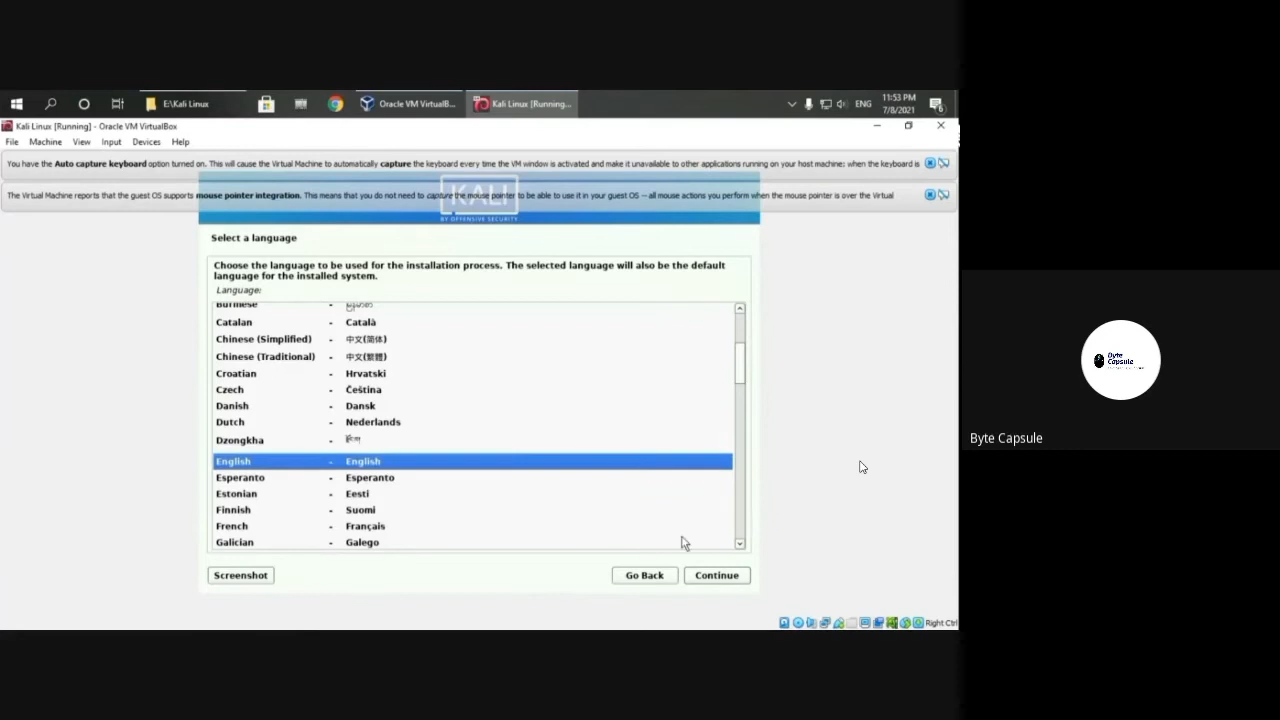 E:\Kali Linux
Oracle VM VirtualB...
Kali Linux [Running...
ENG
11:53 PM
7/8/2021
6
Kali Linux [Running] - Oracle VM VirtualBox
File Machine View Input Devices Help
You have the Auto capture keyboard option turned on. This will cause the Virtual Machine to automatically capture the keyboard every time the VM window is activated and make it unavailable to other applications running on your host machine: when the keyboard is
The Virtual Machine reports that the guest OS supports mouse pointer integration. This means that you do not need to capture the mouse pointer to be able to use it in your guest OS -- all mouse actions you perform when the mouse pointer is over the Virtual
KALI
BY OFFENSIVE SECURITY
Select a language
Choose the language to be used for the installation process. The selected language will also be the default
language for the installed system.
Language:
Burmese -
Catalan - Català
Chinese (Simplified) - 中文(简体)
Chinese (Traditional) - 中文(繁體)
Croatian - Hrvatski
Czech - Čeština
Danish - Dansk
Dutch - Nederlands
Dzongkha -
English - English
Esperanto - Esperanto
Estonian - Eesti
Finnish - Suomi
French - Français
Galician - Galego
Screenshot
Go Back
Continue
Right Ctrl
Byte
Capsule
Byte Capsule